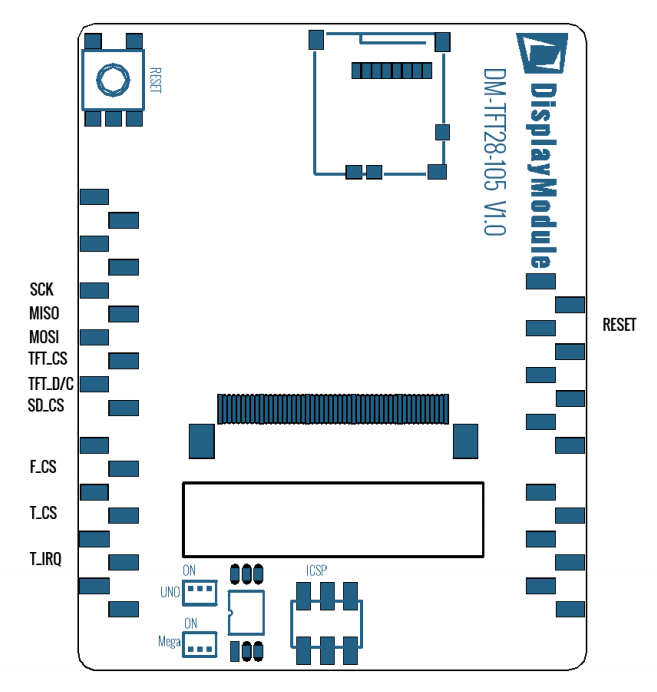 RESET
DisplayModule
DM-TFT28-105 V1.0
SCK
MISO
MOSI
TFT_CS
TFT_D/C
SD_CS
F_CS
T_CS
T_IRQ
RESET
ON
UNO
ON
Mega
ICSP